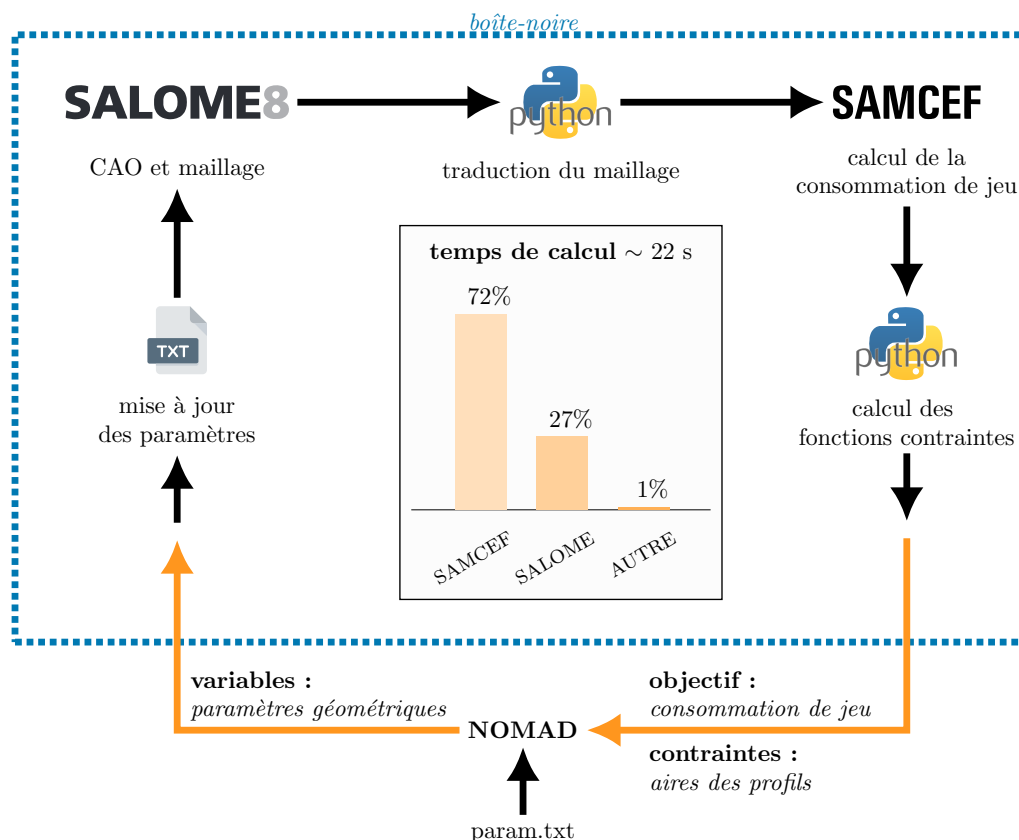 boîte-noire
SALOME8
python
SAMCEF
CAO et maillage
traduction du maillage
calcul de la
consommation de jeu
temps de calcul ∼ 22 s
72%
27%
1%
SAMCEF
SALOME
AUTRE
TXT
mise à jour
des paramètres
python
calcul des
fonctions contraintes
variables :
paramètres géométriques
NOMAD
objectif :
consommation de jeu
contraintes :
aires des profils
param.txt